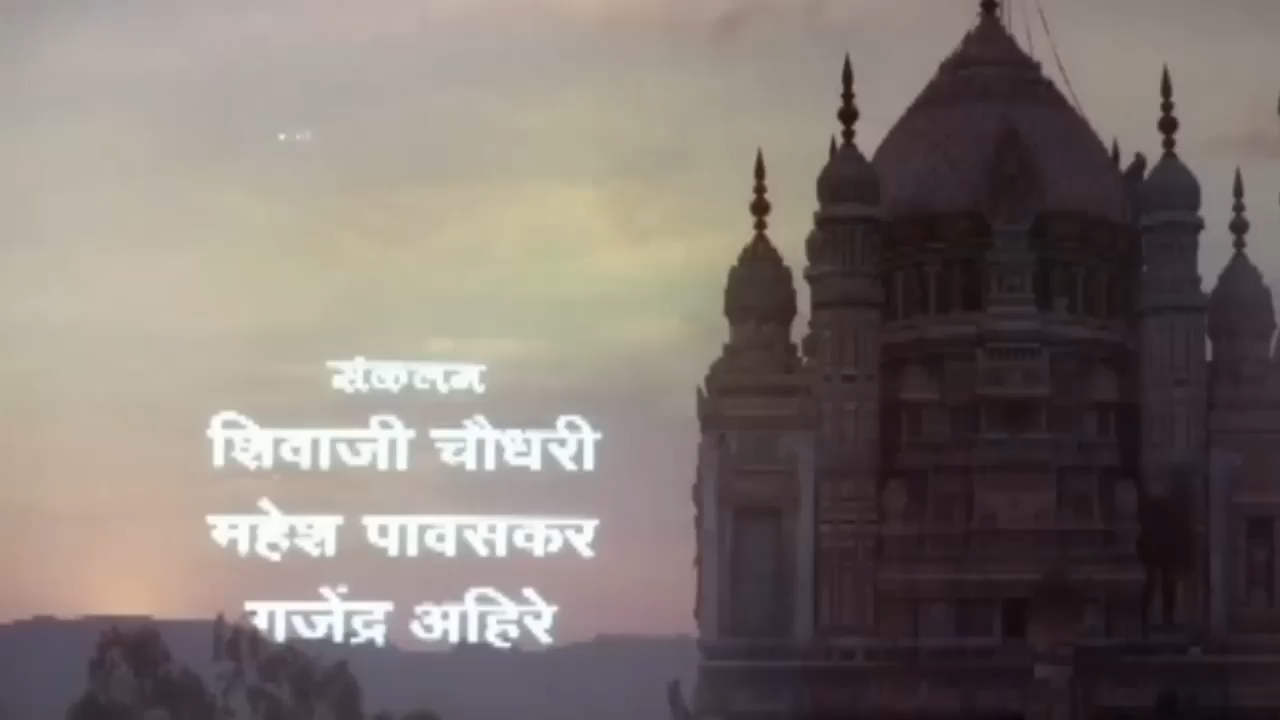 संकलन
शिवाजी चौधरी
महेश पावसकर
गजेंद्र अहिरे